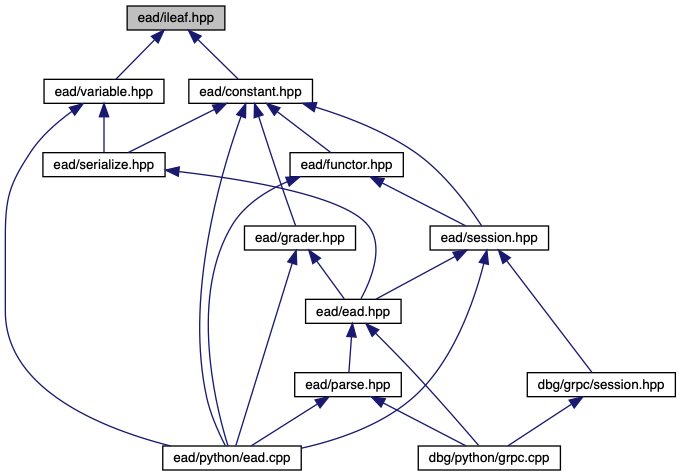 ead/ileaf.hpp
ead/variable.hpp
ead/constant.hpp
ead/serialize.hpp
ead/functor.hpp
ead/grader.hpp
ead/session.hpp
ead/ead.hpp
ead/parse.hpp
dbg/grpc/session.hpp
ead/python/ead.cpp
dbg/python/grpc.cpp